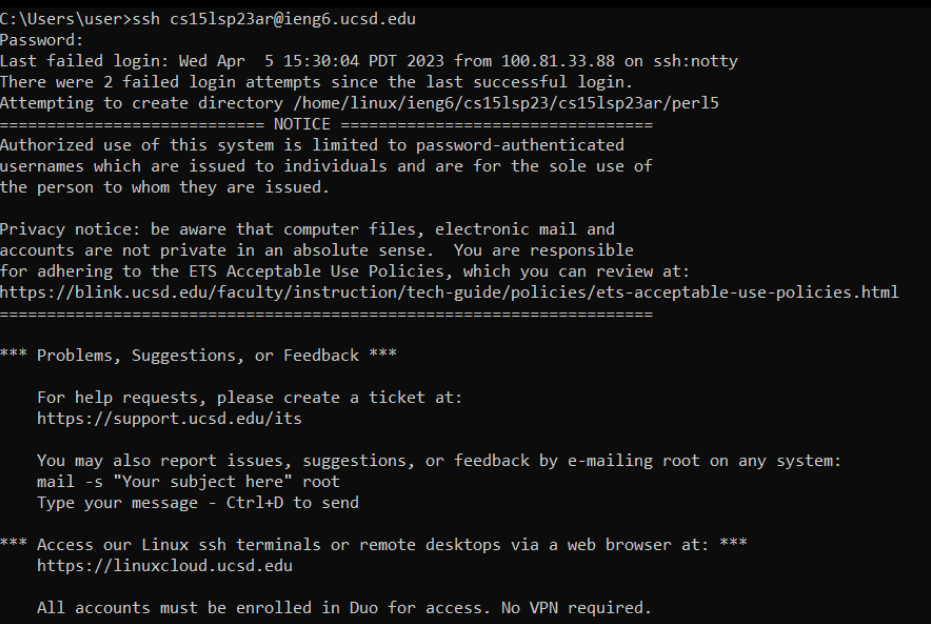 C:\Users\user>ssh cs15lsp23ar@ieng6.ucsd.edu
Password:
Last failed login: Wed Apr  5 15:30:04 PDT 2023 from 100.81.33.88 on ssh:notty
There were 2 failed login attempts since the last successful login.
Attempting to create directory /home/linux/ieng6/cs15lsp23/cs15lsp23ar/perl5
============================ NOTICE =================================
Authorized use of this system is limited to password-authenticated
usernames which are issued to individuals and are for the sole use of
the person to whom they are issued.

Privacy notice: be aware that computer files, electronic mail and
accounts are not private in an absolute sense.  You are responsible
for adhering to the ETS Acceptable Use Policies, which you can review at:
https://blink.ucsd.edu/faculty/instruction/tech-guide/policies/ets-acceptable-use-policies.html
=====================================================================

*** Problems, Suggestions, or Feedback ***

    For help requests, please create a ticket at:
    https://support.ucsd.edu/its

    You may also report issues, suggestions, or feedback by e-mailing root on any system:
    mail -s "Your subject here" root
    Type your message - Ctrl+D to send

*** Access our Linux ssh terminals or remote desktops via a web browser at: ***
    https://linuxcloud.ucsd.edu

    All accounts must be enrolled in Duo for access. No VPN required.